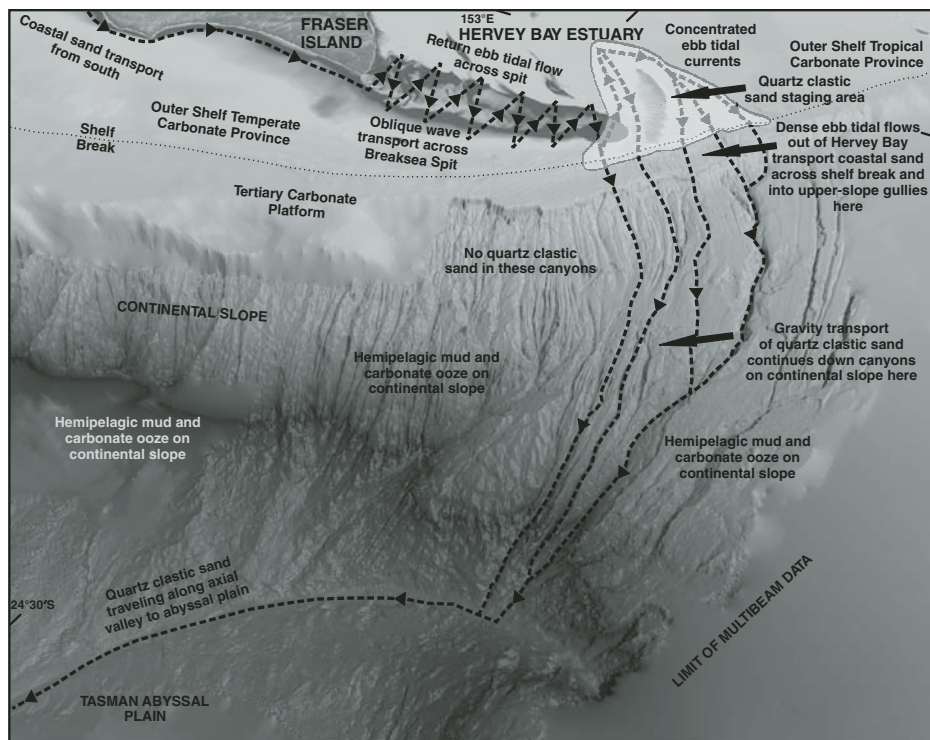 153°E
FRASER
ISLAND
HERVEY BAY ESTUARY
Coastal sand transport
from south
Return ebb tidal flow
across spit
Concentrated
ebb tidal
currents
Outer Shelf Tropical
Carbonate Province
Quartz clastic
sand staging area
Outer Shelf Temperate
Carbonate Province
Oblique wave
transport across
Breaksea Spit
Shelf
Break
Dense ebb tidal flows
out of Hervey Bay
transport coastal sand
across shelf break and
into upper-slope gullies
here
Tertiary Carbonate
Platform
No quartz clastic
sand in these canyons
CONTINENTAL SLOPE
Gravity transport
of quartz clastic sand
continues down canyons
on continental slope here
Hemipelagic mud and
carbonate ooze on
continental slope
Hemipelagic mud and
carbonate ooze on
continental slope
Hemipelagic mud and
carbonate ooze on
continental slope
Quartz clastic sand
traveling along axial
valley to abyssal plain
24°30′S
LIMIT OF MULTIBEAM DATA
TASMAN ABYSSAL
PLAIN